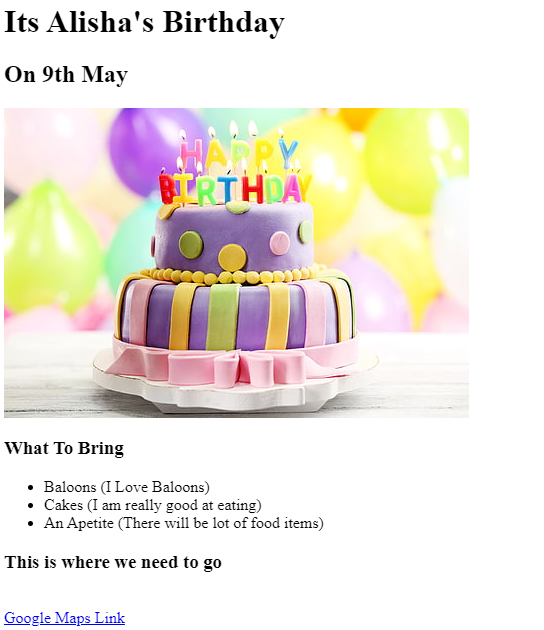 Its Alisha's Birthday
On 9th May
HAPPY
BIRTHDAY
What To Bring
Baloons (I Love Baloons)
Cakes (I am really good at eating)
An Apetite (There will be lot of food items)
This is where we need to go
Google Maps Link